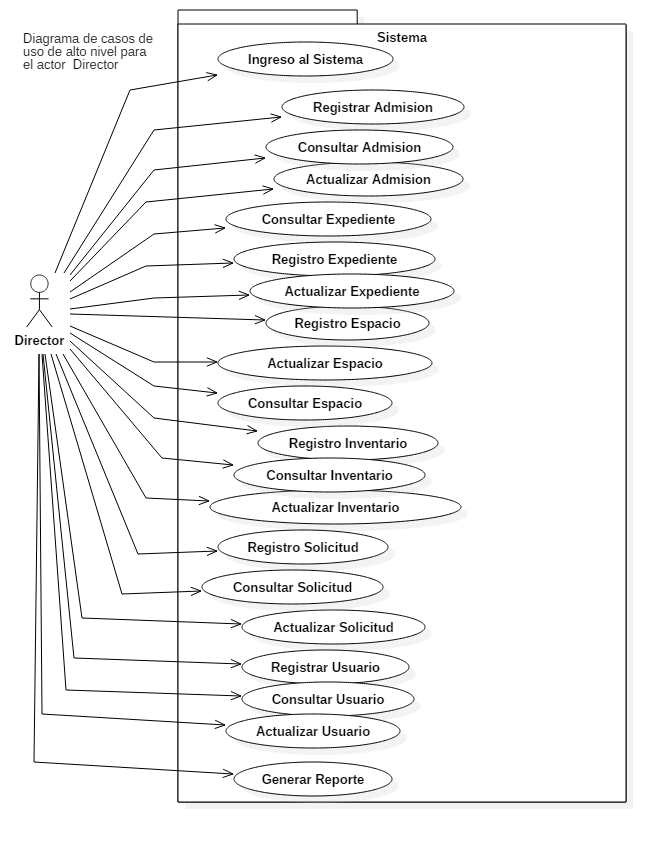 Diagrama de casos de
uso de alto nivel para
el actor Director
Sistema
Ingreso al Sistema
Registrar Admision
Consultar Admision
Actualizar Admision
Consultar Expediente
Registro Expediente
Actualizar Expediente
Registro Espacio
Director
Actualizar Espacio
Consultar Espacio
Registro Inventario
Consultar Inventario
Actualizar Inventario
Registro Solicitud
Consultar Solicitud
Actualizar Solicitud
Registrar Usuario
Consultar Usuario
Actualizar Usuario
Generar Reporte